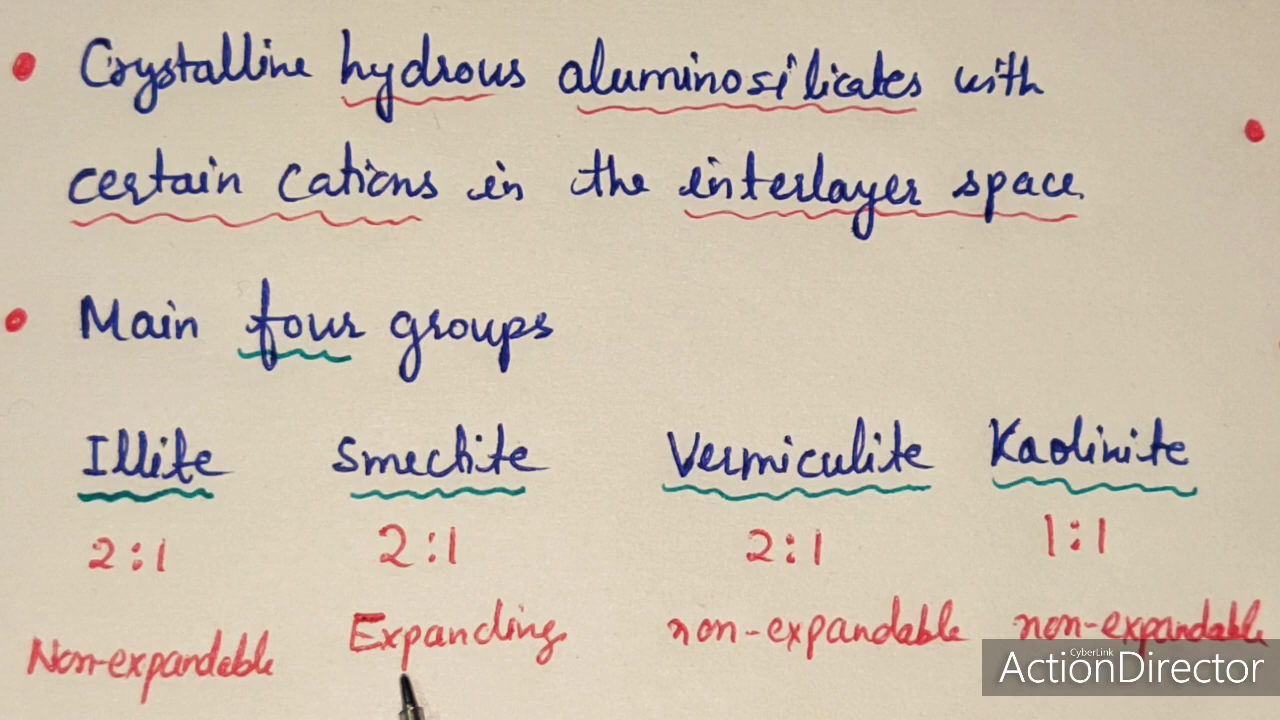 Crystalline hydrous aluminosilicates with
certain cations in the interlayer space
Main four groups
Illite Smectite Vermiculite Kaolinite
2:1 2:1 2:1 1:1
Non-expandable Expanding non-expandable non-expandable
CyberLink
ActionDirector